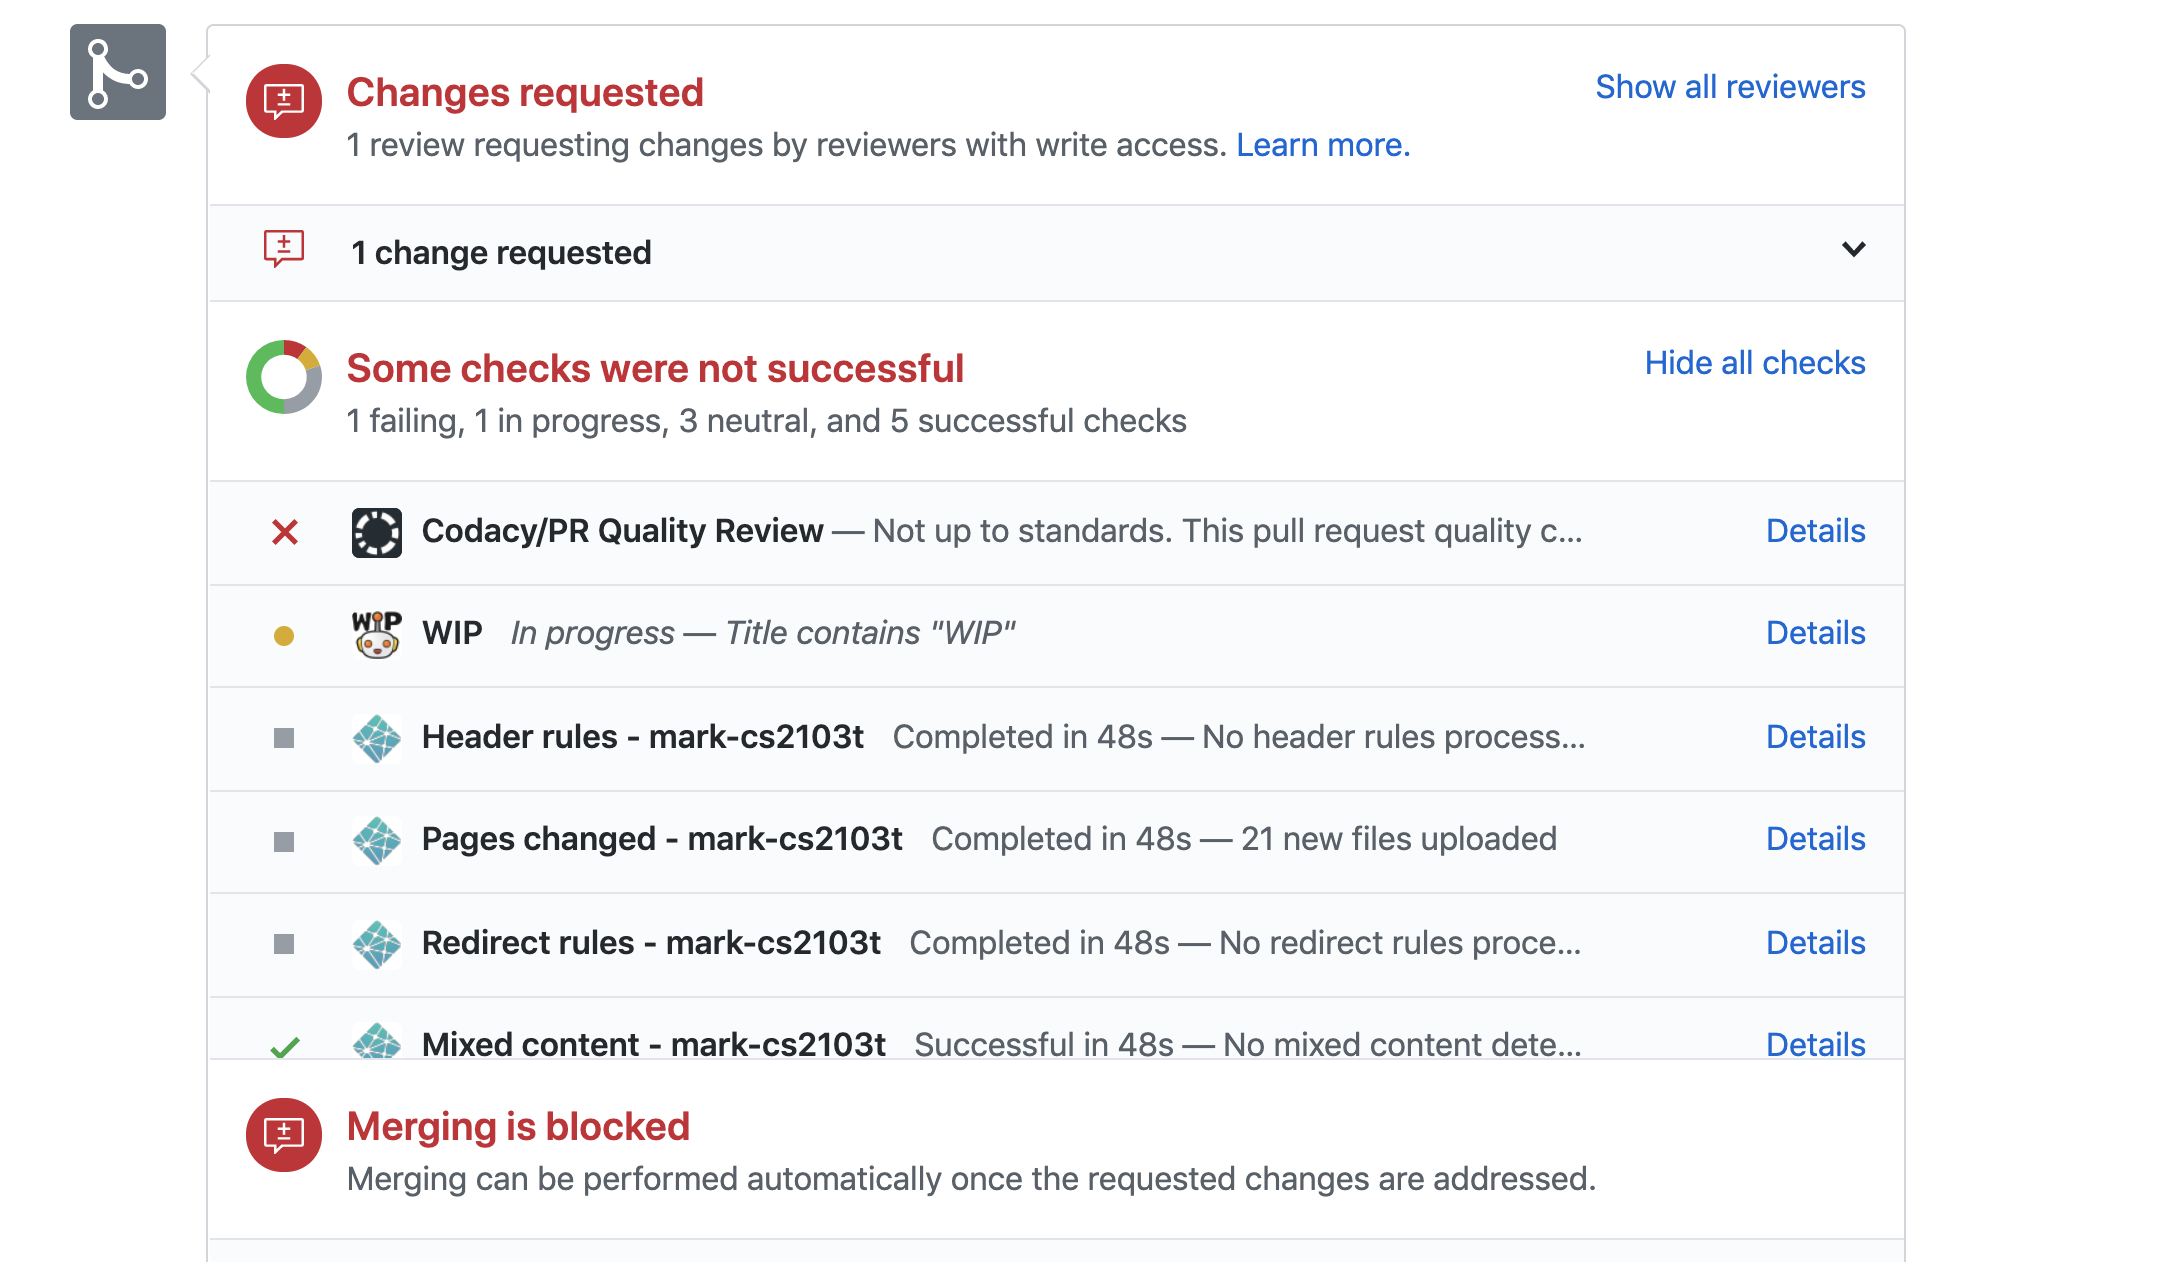 Changes requested
Show all reviewers
1 review requesting changes by reviewers with write access. Learn more.
1 change requested
Some checks were not successful
Hide all checks
1 failing, 1 in progress, 3 neutral, and 5 successful checks
Codacy/PR Quality Review — Not up to standards. This pull request quality c... Details
WIP WIP In progress — Title contains "WIP" Details
Header rules - mark-cs2103t Completed in 48s — No header rules process... Details
Pages changed - mark-cs2103t Completed in 48s — 21 new files uploaded Details
Redirect rules - mark-cs2103t Completed in 48s — No redirect rules proce... Details
Mixed content - mark-cs2103t Successful in 48s — No mixed content dete... Details
Merging is blocked
Merging can be performed automatically once the requested changes are addressed.